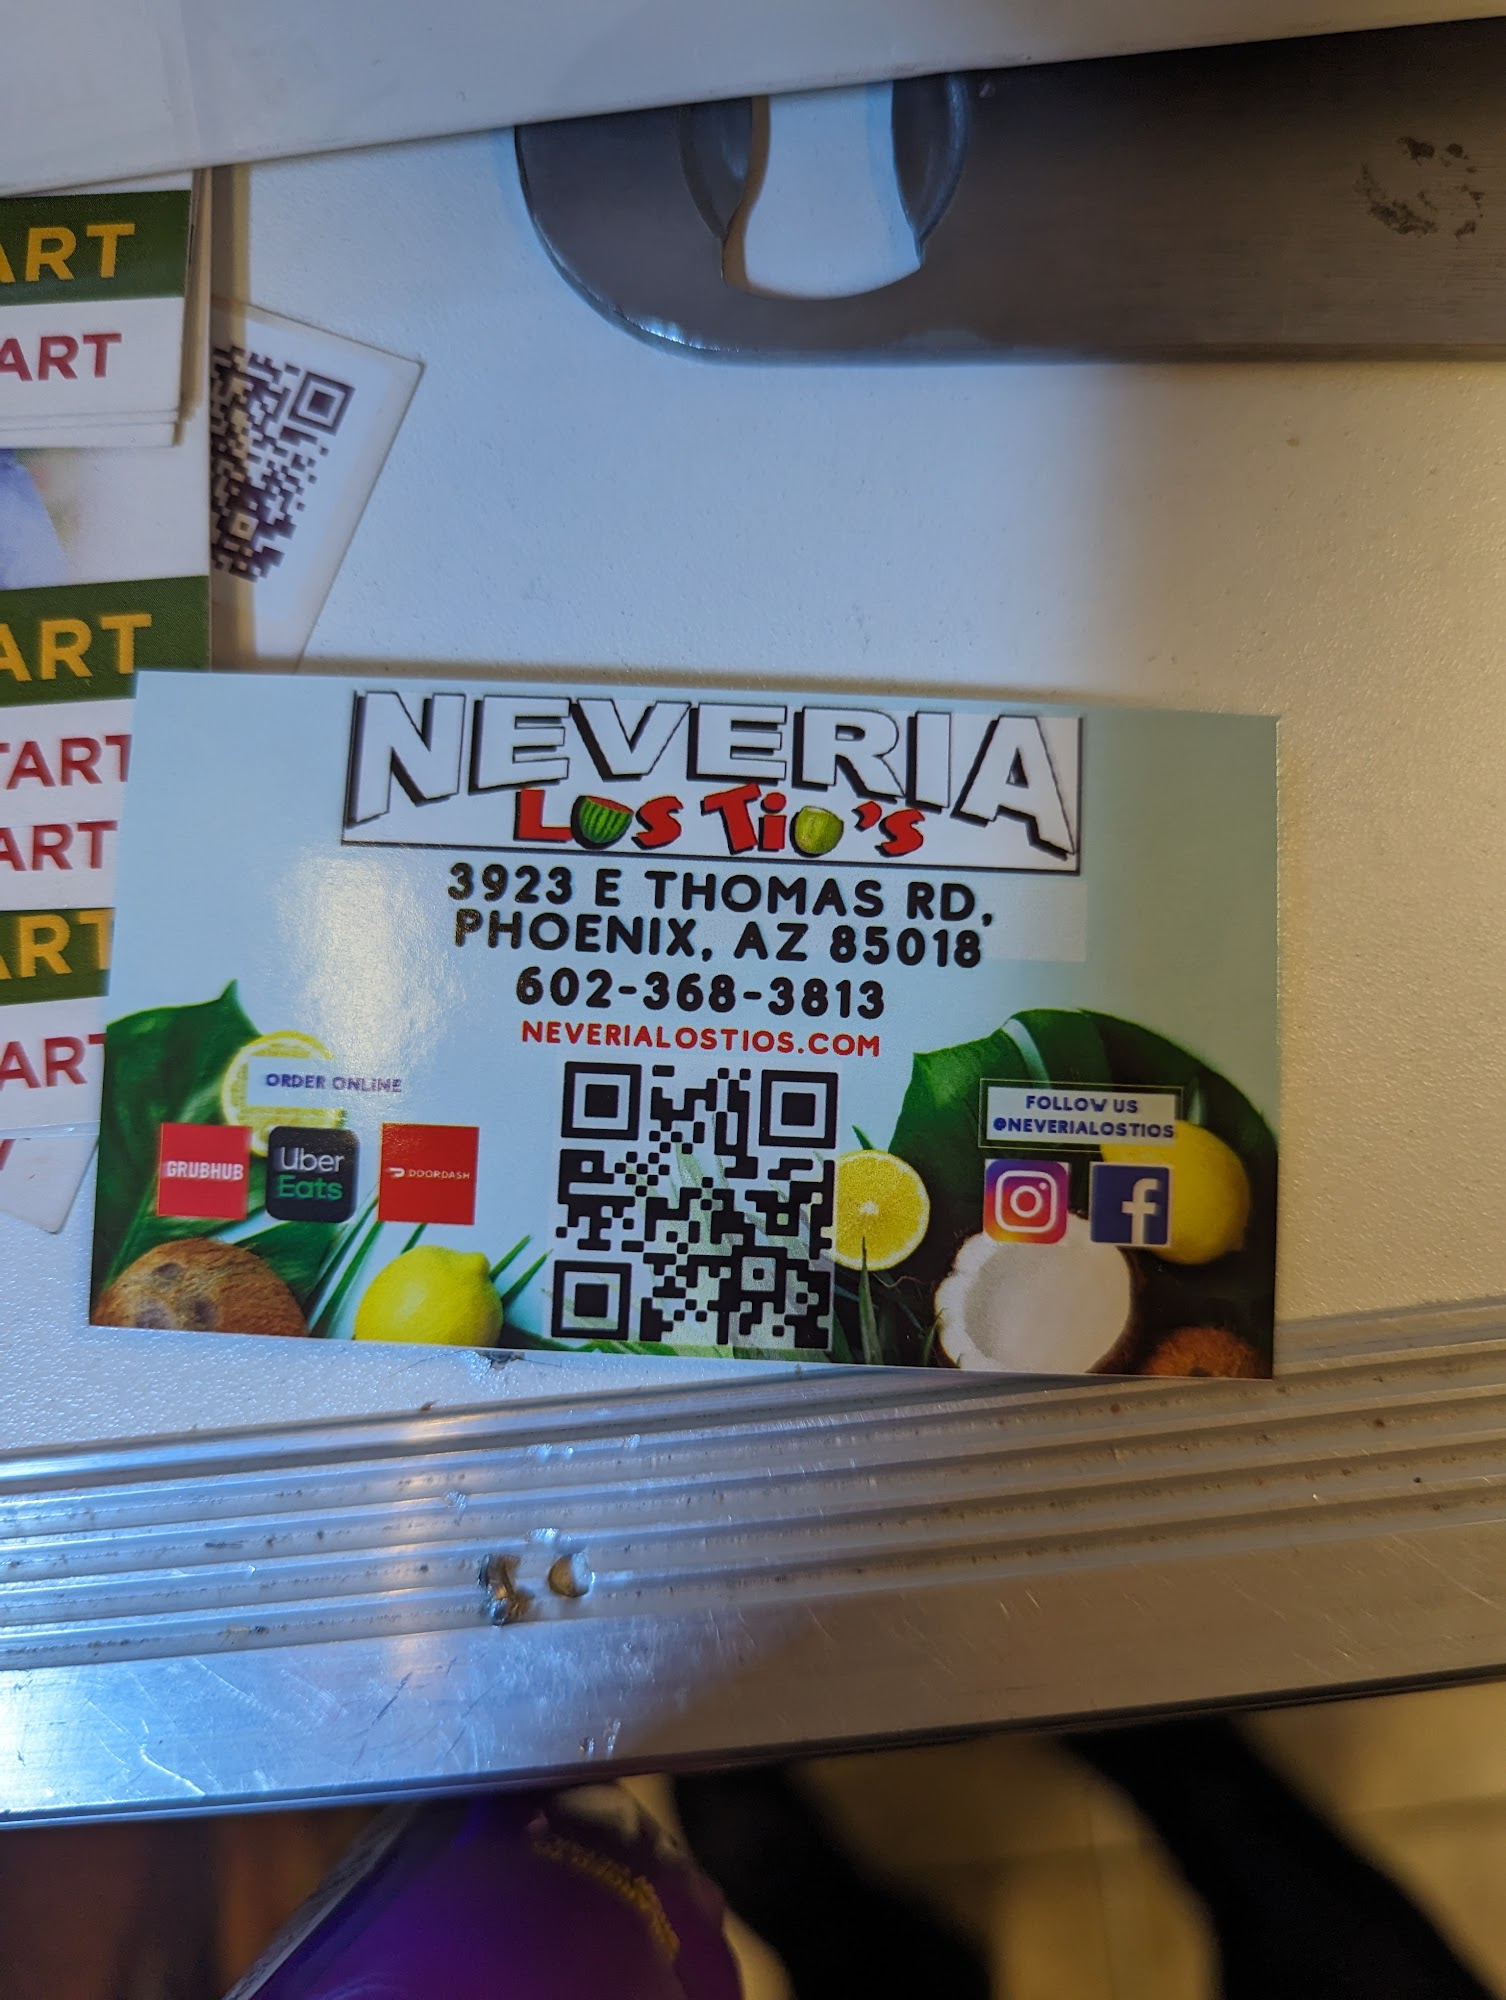 ART
ART
ART
TART
ART
ART
ART
NEVERIA
Los Tio's
3923 E THOMAS RD,
PHOENIX, AZ 85018
602-368-3813
NEVERIALOSTIOS.COM
ORDER ONLINE
GRUBHUB
Uber
Eats
DOORDASH
FOLLOW US
@NEVERIALOSTIOS